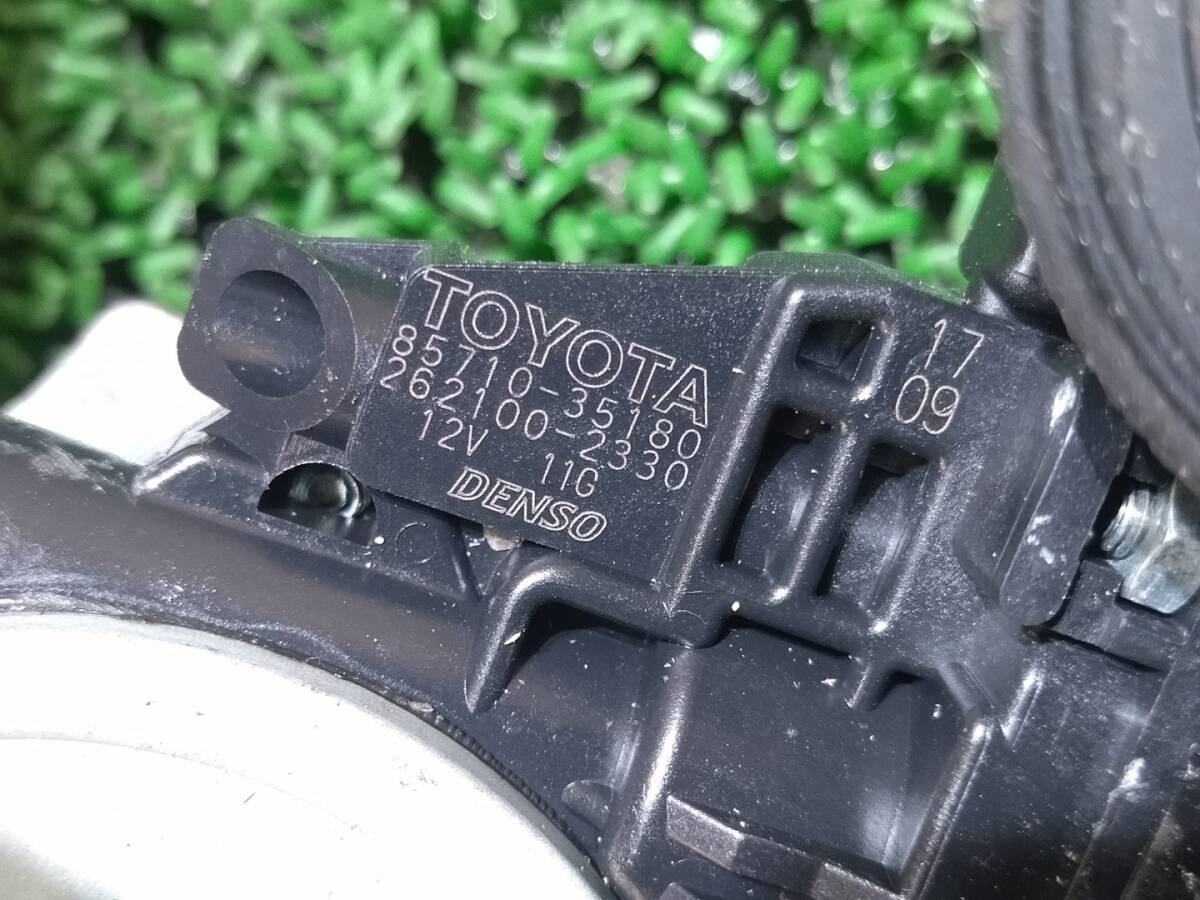 TOYOTA
85710-35180
262100-2330
12V 11G
DENSO
17
09